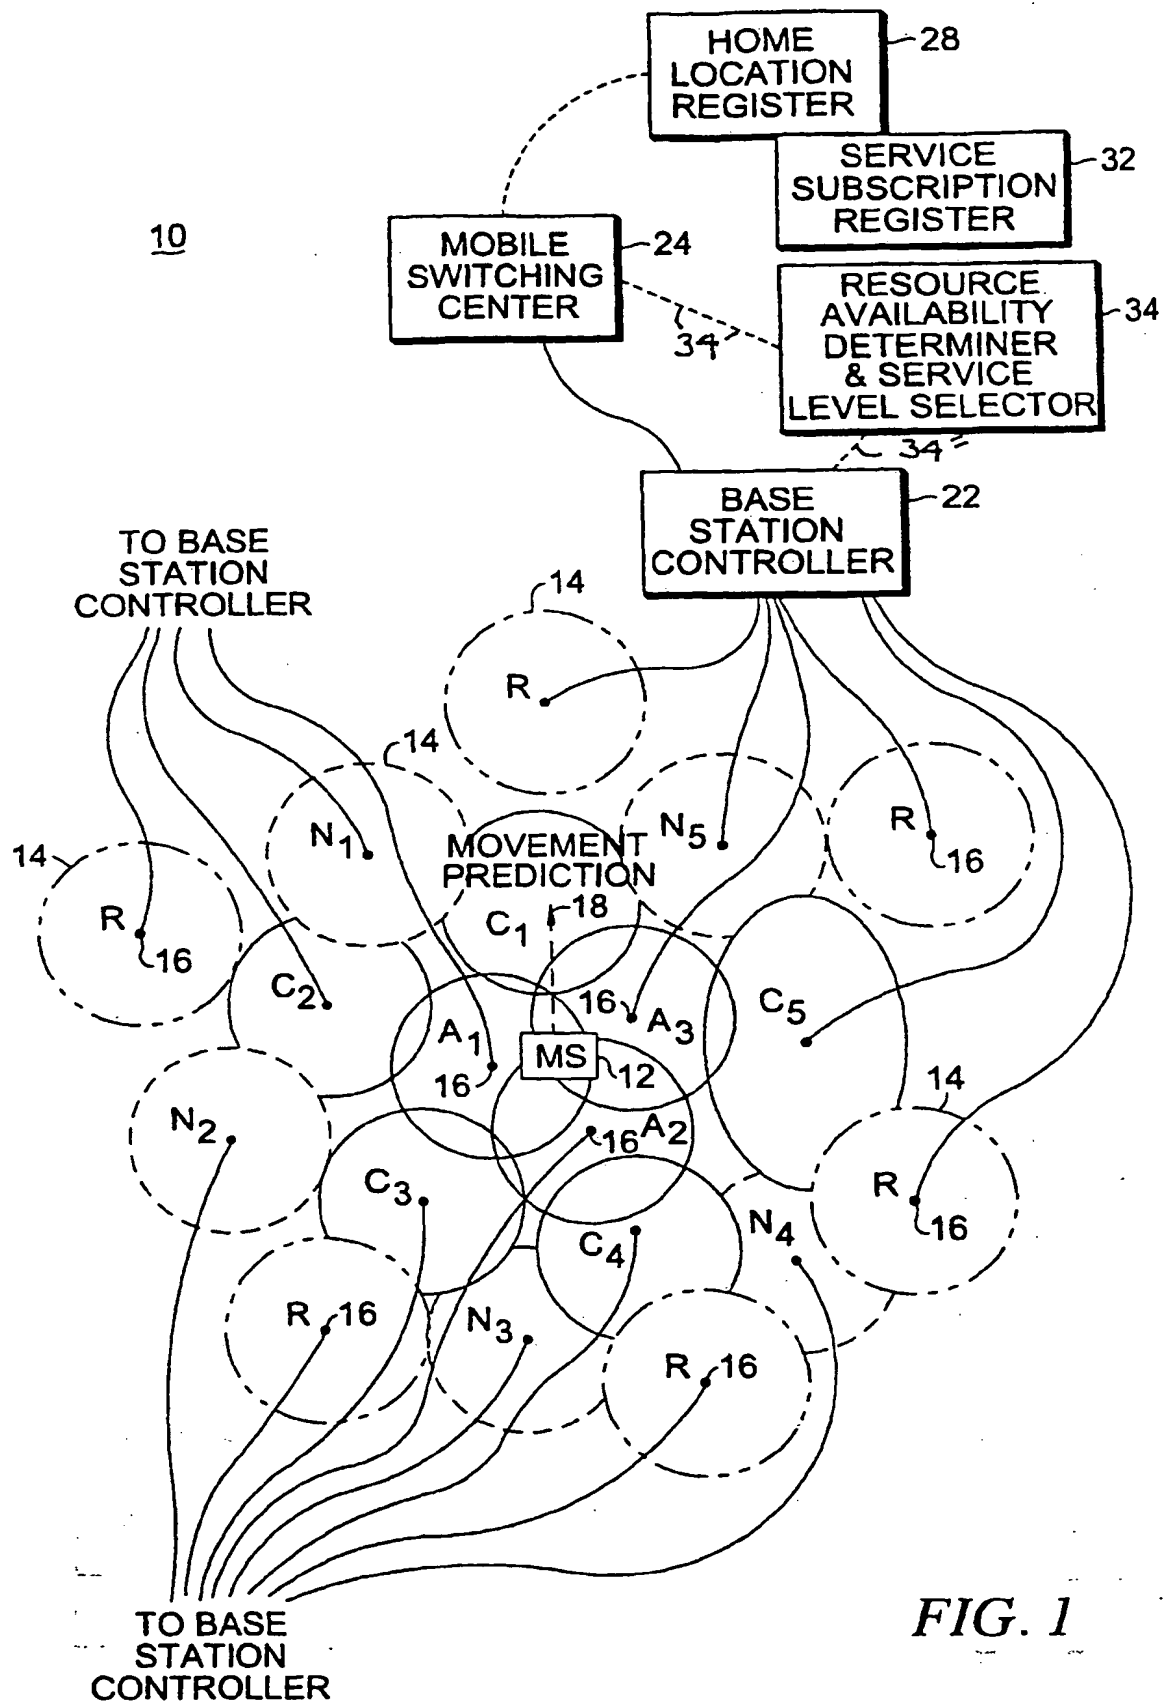 HOME
LOCATION
REGISTER
28
SERVICE
SUBSCRIPTION
REGISTER
32
10
MOBILE
SWITCHING
CENTER
24
RESOURCE
AVAILABILITY
DETERMINER
& SERVICE
LEVEL SELECTOR
34
34'
34"
BASE
STATION
CONTROLLER
22
TO BASE
STATION
CONTROLLER
14
R
14
N1
N5
R
16
14
MOVEMENT
PREDICTION
R
16
18
C1
C2
16
A3
C5
A1
MS
12
16
14
N2
16
A2
C3
R
16
N4
C4
R
16
N3
R
16
FIG. 1
TO BASE
STATION
CONTROLLER